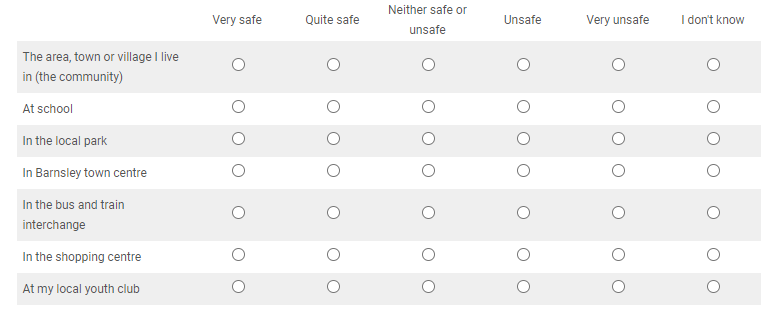 Very safe
Quite safe
Neither safe or
unsafe
Unsafe
Very unsafe
I don't know
The area, town or village I live
in (the community)
At school
In the local park
In Barnsley town centre
In the bus and train
interchange
In the shopping centre
At my local youth club